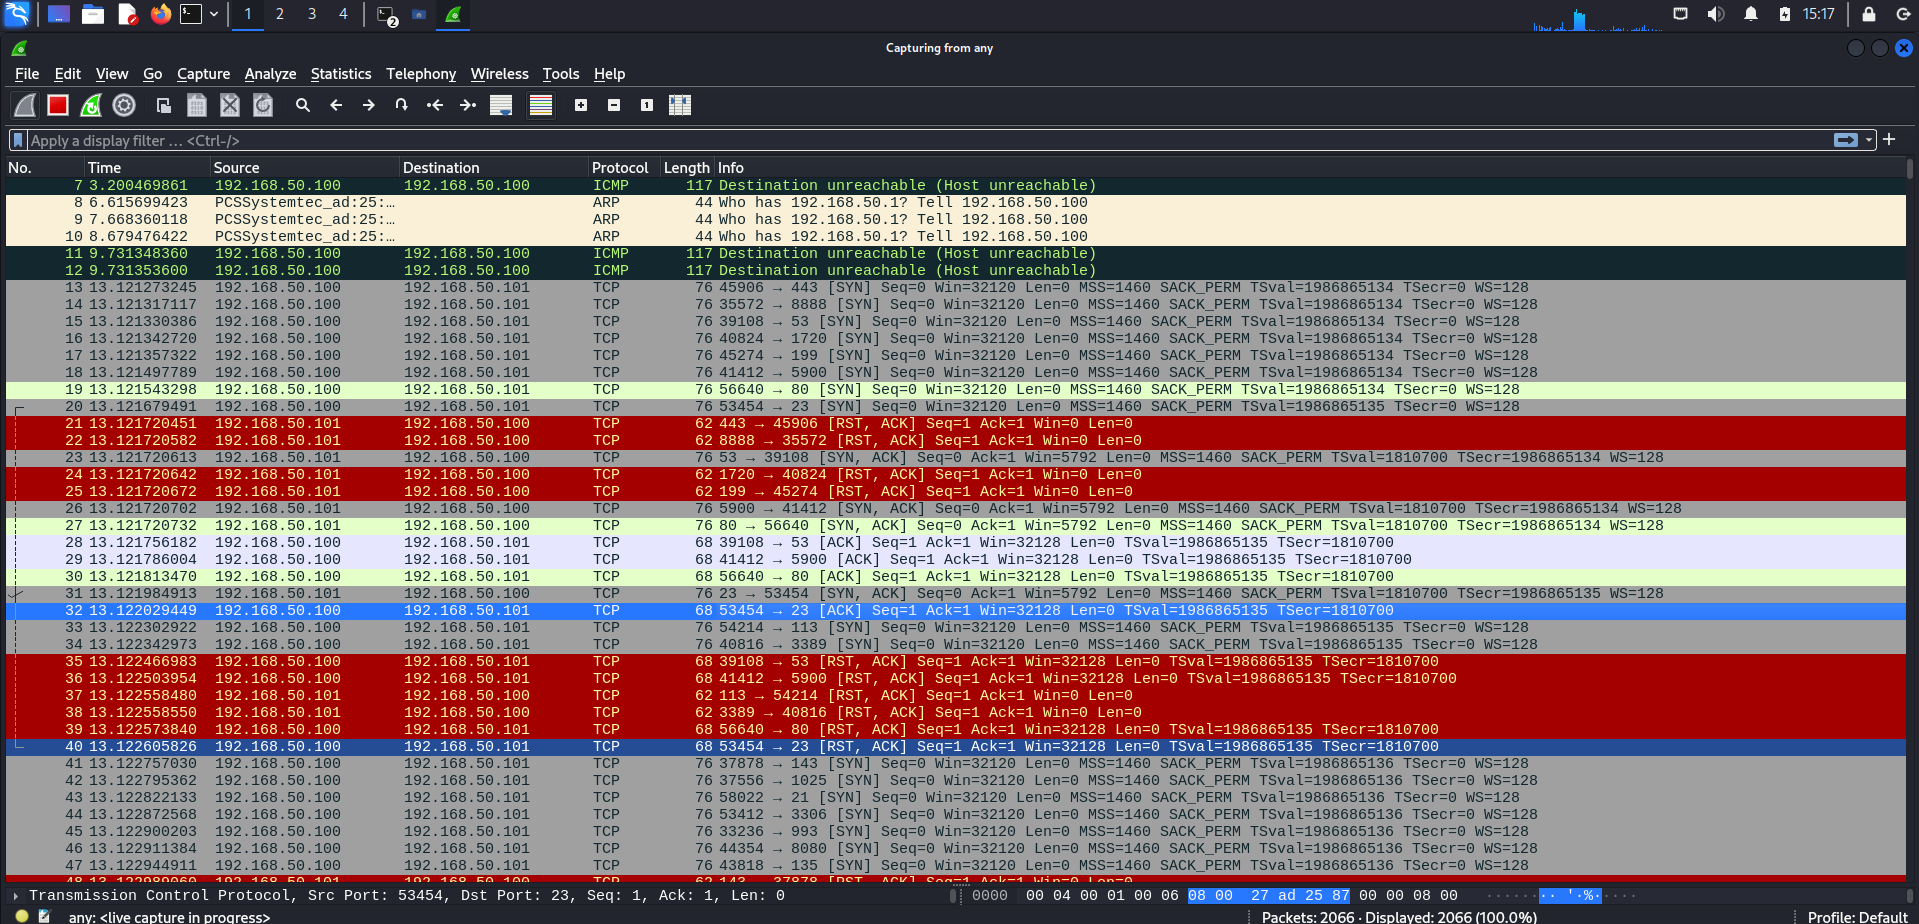 1 2 3 4 2 15:17
Capturing from any
File Edit View Go Capture Analyze Statistics Telephony Wireless Tools Help
Apply a display filter … <Ctrl-/>
No. Time Source Destination Protocol Length Info
7 3.200469861 192.168.50.100 192.168.50.100 ICMP 117 Destination unreachable (Host unreachable)
8 6.615699423 PCSSystemtec_ad:25:… ARP 44 Who has 192.168.50.1? Tell 192.168.50.100
9 7.668360118 PCSSystemtec_ad:25:… ARP 44 Who has 192.168.50.1? Tell 192.168.50.100
10 8.679476422 PCSSystemtec_ad:25:… ARP 44 Who has 192.168.50.1? Tell 192.168.50.100
11 9.731348360 192.168.50.100 192.168.50.100 ICMP 117 Destination unreachable (Host unreachable)
12 9.731353600 192.168.50.100 192.168.50.100 ICMP 117 Destination unreachable (Host unreachable)
13 13.121273245 192.168.50.100 192.168.50.101 TCP 76 45906 → 443 [SYN] Seq=0 Win=32120 Len=0 MSS=1460 SACK_PERM TSval=1986865134 TSecr=0 WS=128
14 13.121317117 192.168.50.100 192.168.50.101 TCP 76 35572 → 8888 [SYN] Seq=0 Win=32120 Len=0 MSS=1460 SACK_PERM TSval=1986865134 TSecr=0 WS=128
15 13.121330386 192.168.50.100 192.168.50.101 TCP 76 39108 → 53 [SYN] Seq=0 Win=32120 Len=0 MSS=1460 SACK_PERM TSval=1986865134 TSecr=0 WS=128
16 13.121342720 192.168.50.100 192.168.50.101 TCP 76 40824 → 1720 [SYN] Seq=0 Win=32120 Len=0 MSS=1460 SACK_PERM TSval=1986865134 TSecr=0 WS=128
17 13.121357322 192.168.50.100 192.168.50.101 TCP 76 45274 → 199 [SYN] Seq=0 Win=32120 Len=0 MSS=1460 SACK_PERM TSval=1986865134 TSecr=0 WS=128
18 13.121497789 192.168.50.100 192.168.50.101 TCP 76 41412 → 5900 [SYN] Seq=0 Win=32120 Len=0 MSS=1460 SACK_PERM TSval=1986865134 TSecr=0 WS=128
19 13.121543298 192.168.50.100 192.168.50.101 TCP 76 56640 → 80 [SYN] Seq=0 Win=32120 Len=0 MSS=1460 SACK_PERM TSval=1986865134 TSecr=0 WS=128
20 13.121679491 192.168.50.100 192.168.50.101 TCP 76 53454 → 23 [SYN] Seq=0 Win=32120 Len=0 MSS=1460 SACK_PERM TSval=1986865135 TSecr=0 WS=128
21 13.121720451 192.168.50.101 192.168.50.100 TCP 62 443 → 45906 [RST, ACK] Seq=1 Ack=1 Win=0 Len=0
22 13.121720582 192.168.50.101 192.168.50.100 TCP 62 8888 → 35572 [RST, ACK] Seq=1 Ack=1 Win=0 Len=0
23 13.121720613 192.168.50.101 192.168.50.100 TCP 76 53 → 39108 [SYN, ACK] Seq=0 Ack=1 Win=5792 Len=0 MSS=1460 SACK_PERM TSval=1810700 TSecr=1986865134 WS=128
24 13.121720642 192.168.50.101 192.168.50.100 TCP 62 1720 → 40824 [RST, ACK] Seq=1 Ack=1 Win=0 Len=0
25 13.121720672 192.168.50.101 192.168.50.100 TCP 62 199 → 45274 [RST, ACK] Seq=1 Ack=1 Win=0 Len=0
26 13.121720702 192.168.50.101 192.168.50.100 TCP 76 5900 → 41412 [SYN, ACK] Seq=0 Ack=1 Win=5792 Len=0 MSS=1460 SACK_PERM TSval=1810700 TSecr=1986865134 WS=128
27 13.121720732 192.168.50.101 192.168.50.100 TCP 76 80 → 56640 [SYN, ACK] Seq=0 Ack=1 Win=5792 Len=0 MSS=1460 SACK_PERM TSval=1810700 TSecr=1986865134 WS=128
28 13.121756182 192.168.50.100 192.168.50.101 TCP 68 39108 → 53 [ACK] Seq=1 Ack=1 Win=32128 Len=0 TSval=1986865135 TSecr=1810700
29 13.121786004 192.168.50.100 192.168.50.101 TCP 68 41412 → 5900 [ACK] Seq=1 Ack=1 Win=32128 Len=0 TSval=1986865135 TSecr=1810700
30 13.121813470 192.168.50.100 192.168.50.101 TCP 68 56640 → 80 [ACK] Seq=1 Ack=1 Win=32128 Len=0 TSval=1986865135 TSecr=1810700
31 13.121984913 192.168.50.101 192.168.50.100 TCP 76 23 → 53454 [SYN, ACK] Seq=0 Ack=1 Win=5792 Len=0 MSS=1460 SACK_PERM TSval=1810700 TSecr=1986865135 WS=128
32 13.122029449 192.168.50.100 192.168.50.101 TCP 68 53454 → 23 [ACK] Seq=1 Ack=1 Win=32128 Len=0 TSval=1986865135 TSecr=1810700
33 13.122302922 192.168.50.100 192.168.50.101 TCP 76 54214 → 113 [SYN] Seq=0 Win=32120 Len=0 MSS=1460 SACK_PERM TSval=1986865135 TSecr=0 WS=128
34 13.122342973 192.168.50.100 192.168.50.101 TCP 76 40816 → 3389 [SYN] Seq=0 Win=32120 Len=0 MSS=1460 SACK_PERM TSval=1986865135 TSecr=0 WS=128
35 13.122466983 192.168.50.100 192.168.50.101 TCP 68 39108 → 53 [RST, ACK] Seq=1 Ack=1 Win=32128 Len=0 TSval=1986865135 TSecr=1810700
36 13.122503954 192.168.50.100 192.168.50.101 TCP 68 41412 → 5900 [RST, ACK] Seq=1 Ack=1 Win=32128 Len=0 TSval=1986865135 TSecr=1810700
37 13.122558480 192.168.50.101 192.168.50.100 TCP 62 113 → 54214 [RST, ACK] Seq=1 Ack=1 Win=0 Len=0
38 13.122558550 192.168.50.101 192.168.50.100 TCP 62 3389 → 40816 [RST, ACK] Seq=1 Ack=1 Win=0 Len=0
39 13.122573840 192.168.50.100 192.168.50.101 TCP 68 56640 → 80 [RST, ACK] Seq=1 Ack=1 Win=32128 Len=0 TSval=1986865135 TSecr=1810700
40 13.122605826 192.168.50.100 192.168.50.101 TCP 68 53454 → 23 [RST, ACK] Seq=1 Ack=1 Win=32128 Len=0 TSval=1986865135 TSecr=1810700
41 13.122757030 192.168.50.100 192.168.50.101 TCP 76 37878 → 143 [SYN] Seq=0 Win=32120 Len=0 MSS=1460 SACK_PERM TSval=1986865136 TSecr=0 WS=128
42 13.122795362 192.168.50.100 192.168.50.101 TCP 76 37556 → 1025 [SYN] Seq=0 Win=32120 Len=0 MSS=1460 SACK_PERM TSval=1986865136 TSecr=0 WS=128
43 13.122822133 192.168.50.100 192.168.50.101 TCP 76 58022 → 21 [SYN] Seq=0 Win=32120 Len=0 MSS=1460 SACK_PERM TSval=1986865136 TSecr=0 WS=128
44 13.122872568 192.168.50.100 192.168.50.101 TCP 76 53412 → 3306 [SYN] Seq=0 Win=32120 Len=0 MSS=1460 SACK_PERM TSval=1986865136 TSecr=0 WS=128
45 13.122900203 192.168.50.100 192.168.50.101 TCP 76 33236 → 993 [SYN] Seq=0 Win=32120 Len=0 MSS=1460 SACK_PERM TSval=1986865136 TSecr=0 WS=128
46 13.122911384 192.168.50.100 192.168.50.101 TCP 76 44354 → 8080 [SYN] Seq=0 Win=32120 Len=0 MSS=1460 SACK_PERM TSval=1986865136 TSecr=0 WS=128
47 13.122944911 192.168.50.100 192.168.50.101 TCP 76 43818 → 135 [SYN] Seq=0 Win=32120 Len=0 MSS=1460 SACK_PERM TSval=1986865136 TSecr=0 WS=128
Transmission Control Protocol, Src Port: 53454, Dst Port: 23, Seq: 1, Ack: 1, Len: 0 0000 00 04 00 01 00 06 08 00 27 ad 25 87 00 00 08 00 ········'·%·····
any: <live capture in progress> Packets: 2066 · Displayed: 2066 (100.0%) Profile: Default